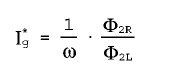 I*g = 1/ω · Φ2R/Φ2L